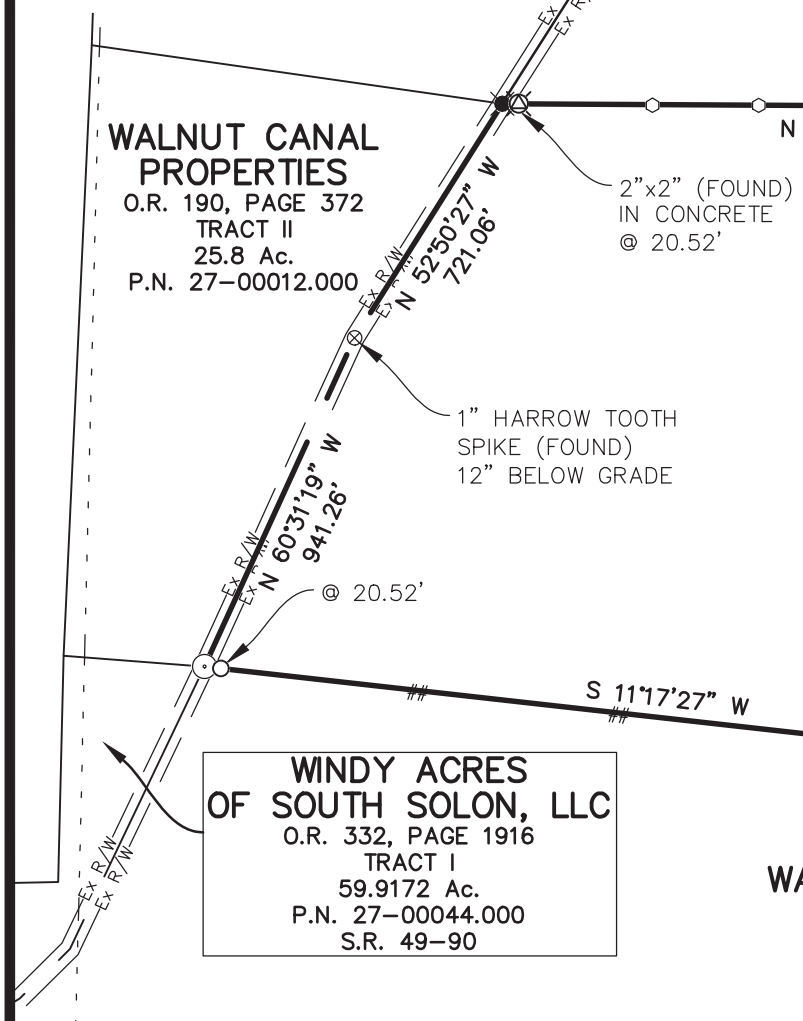 Ex
Ex R/
WALNUT CANAL
PROPERTIES
O.R. 190, PAGE 372
TRACT II
25.8 Ac.
P.N. 27-00012.000
N
2"x2" (FOUND)
IN CONCRETE
@ 20.52'
N 52°50'27" W
721.06'
Ex R/W
Ex
1" HARROW TOOTH
SPIKE (FOUND)
12" BELOW GRADE
N 60°31'19" W
941.26'
Ex R/W
Ex
@ 20.52'
S 11°17'27" W
WINDY ACRES
OF SOUTH SOLON, LLC
O.R. 332, PAGE 1916
TRACT I
59.9172 Ac.
P.N. 27-00044.000
S.R. 49-90
Ex R/W
Ex R/W
WA